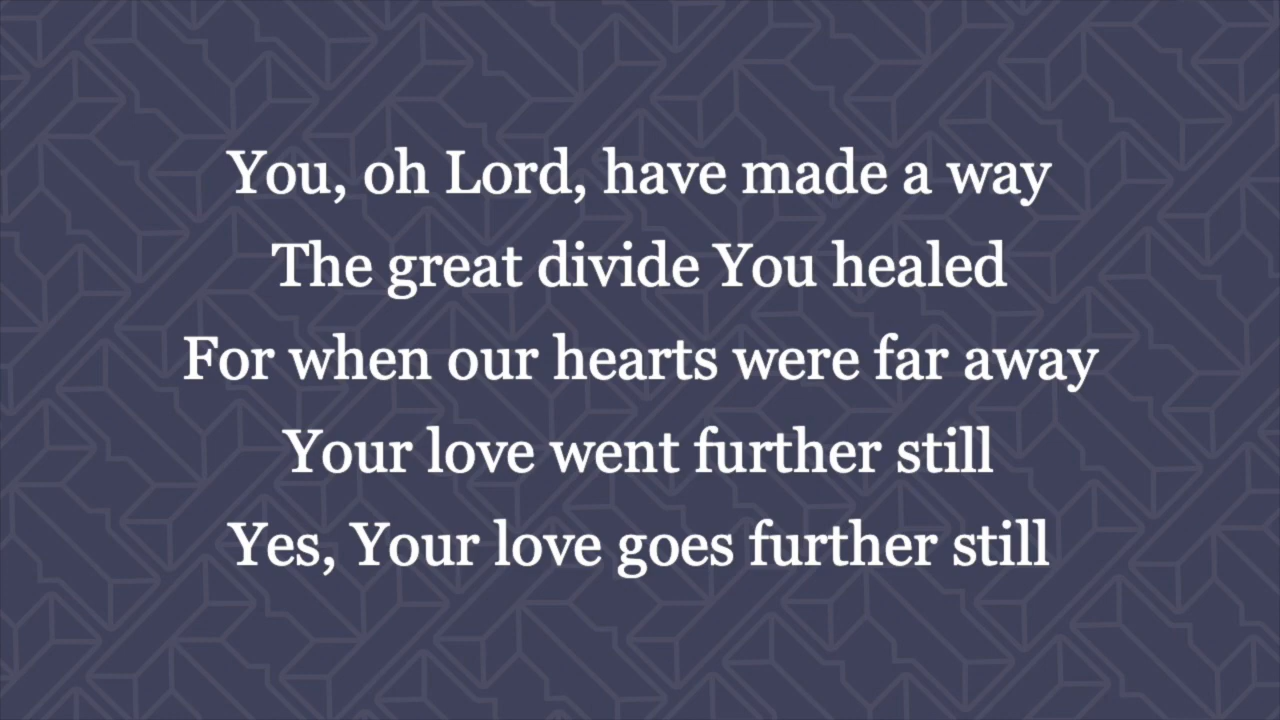 You, oh Lord, have made a way
The great divide You healed
For when our hearts were far away
Your love went further still
Yes, Your love goes further still